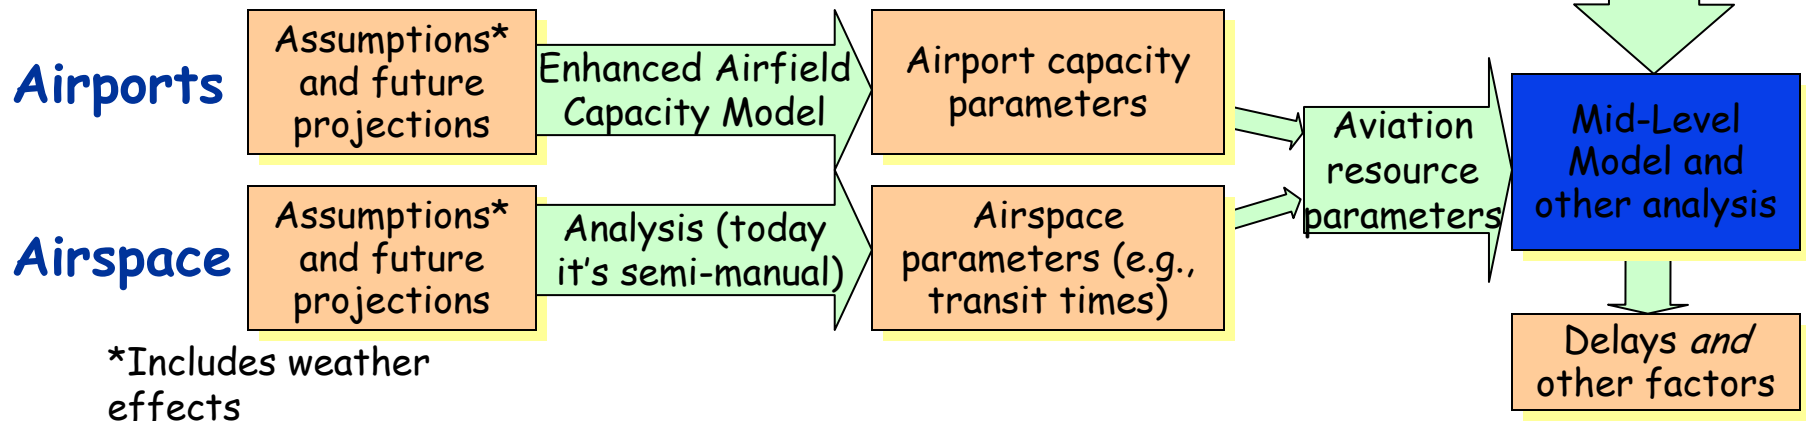 Airports
Assumptions*
and future
projections
Enhanced Airfield
Capacity Model
Airport capacity
parameters
Aviation
resource
parameters
Mid-Level
Model and
other analysis
Airspace
Assumptions*
and future
projections
Analysis (today
it's semi-manual)
Airspace
parameters (e.g.,
transit times)
Delays and
other factors
*Includes weather
effects